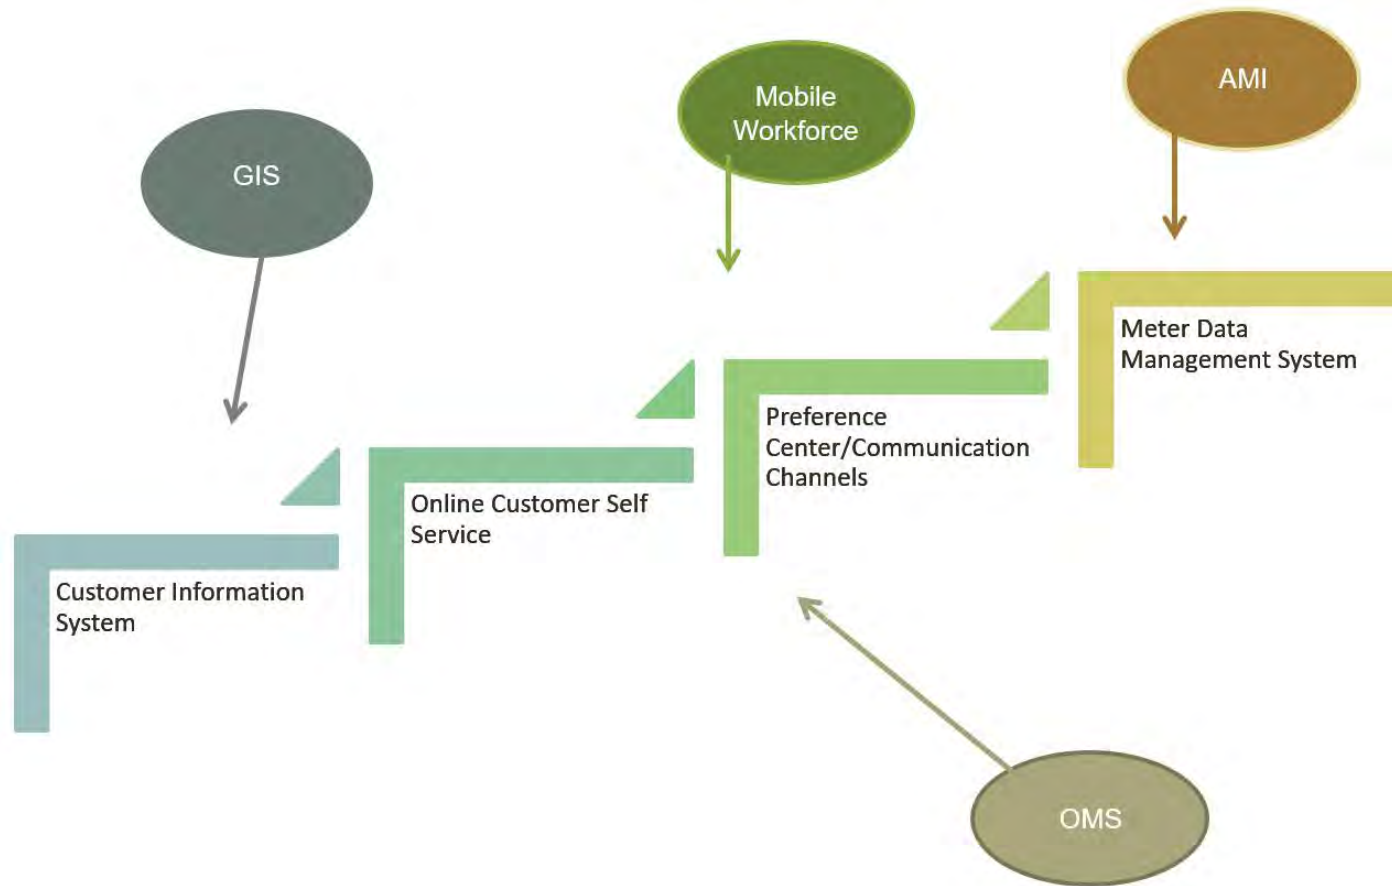 GIS
Mobile
Workforce
AMI
Customer Information
System
Online Customer Self
Service
Preference
Center/Communication
Channels
Meter Data
Management System
OMS